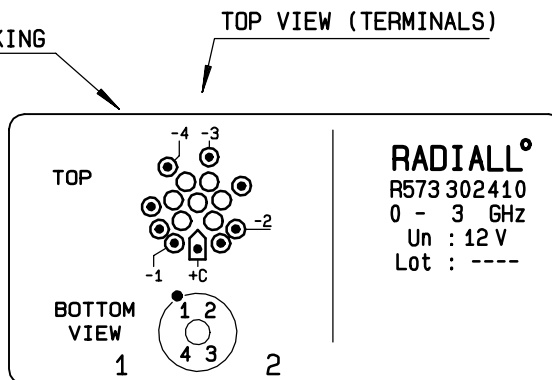 TOP VIEW (TERMINALS)
-4 -3
TOP
-2
-1 +C
BOTTOM
VIEW
1 2
4 3
1 2
RADIALL°
R573 302410
0 - 3 GHz
Un : 12 V
Lot : ----